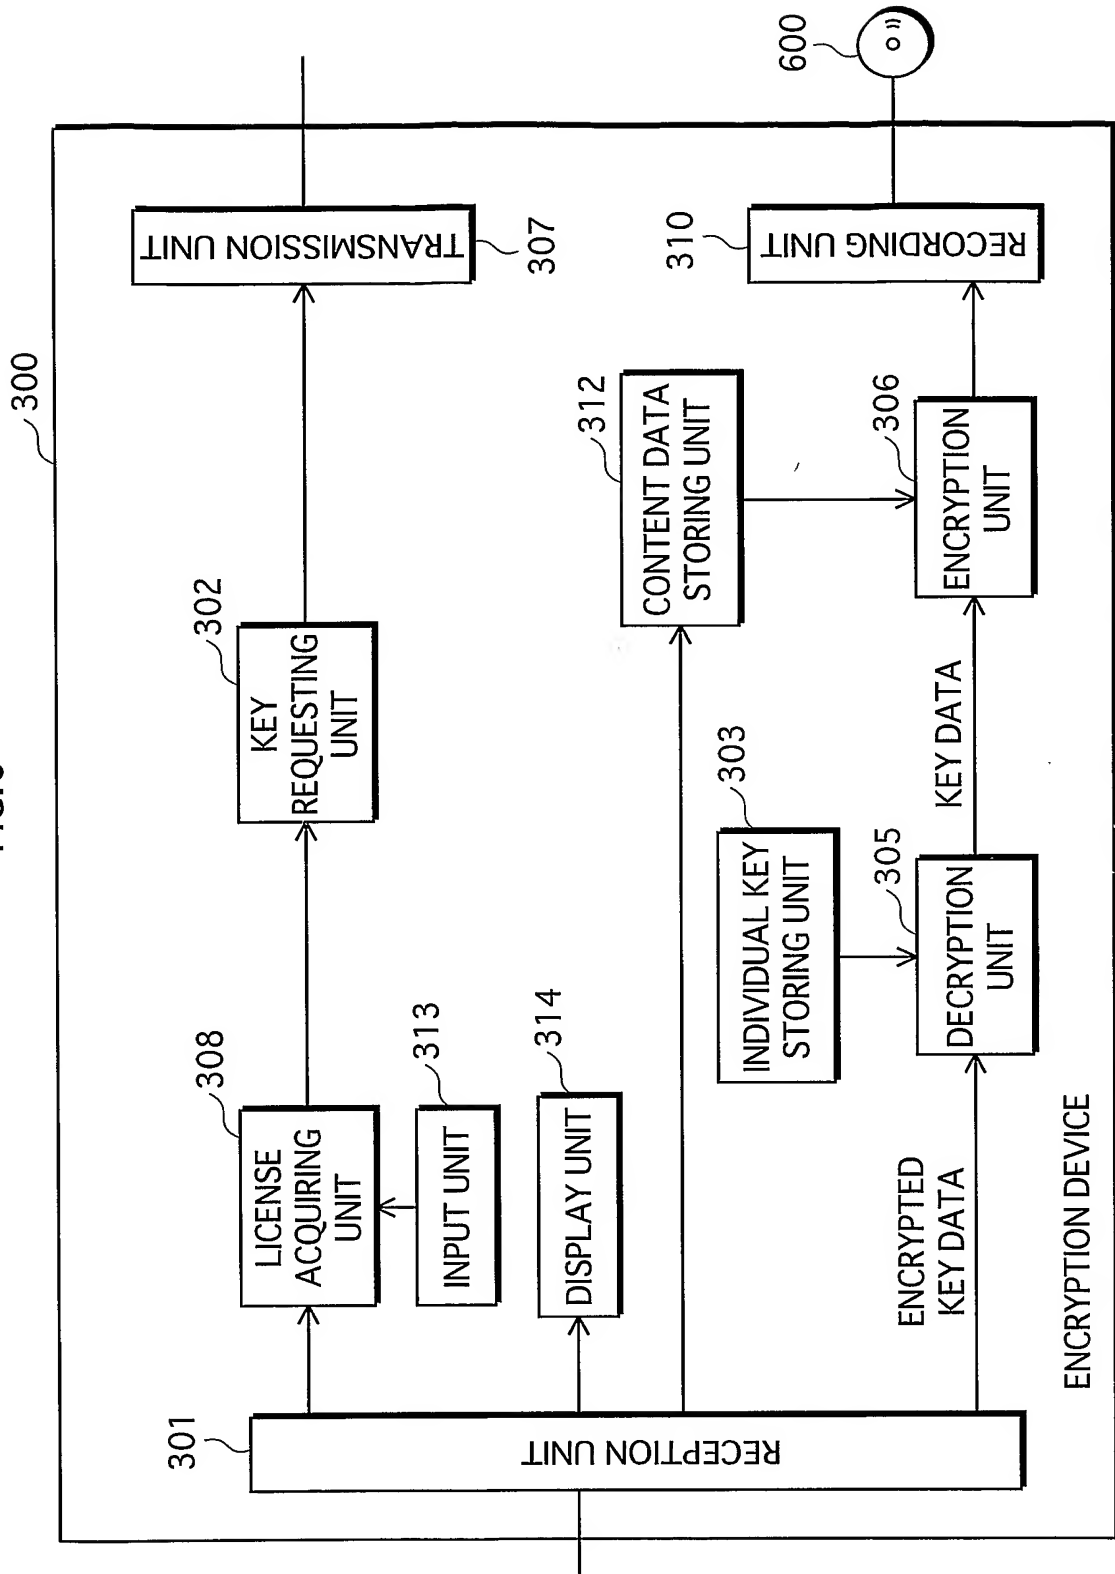 300
301
RECEPTION UNIT
308
LICENSE
ACQUIRING
UNIT
302
KEY
REQUESTING
UNIT
TRANSMISSION UNIT
307
313
INPUT UNIT
314
DISPLAY UNIT
312
CONTENT DATA
STORING UNIT
303
INDIVIDUAL KEY
STORING UNIT
310
RECORDING UNIT
600
ENCRYPTED
KEY DATA
305
DECRYPTION
UNIT
KEY DATA
306
ENCRYPTION
UNIT
ENCRYPTION DEVICE